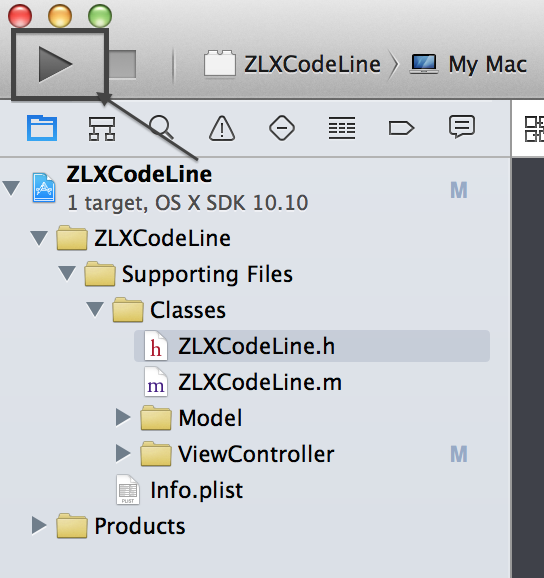 ZLXCodeLine
My Mac
ZLXCodeLine
1 target, OS X SDK 10.10
M
ZLXCodeLine
Supporting Files
Classes
h
ZLXCodeLine.h
m
ZLXCodeLine.m
Model
ViewController
M
PLIST
Info.plist
Products